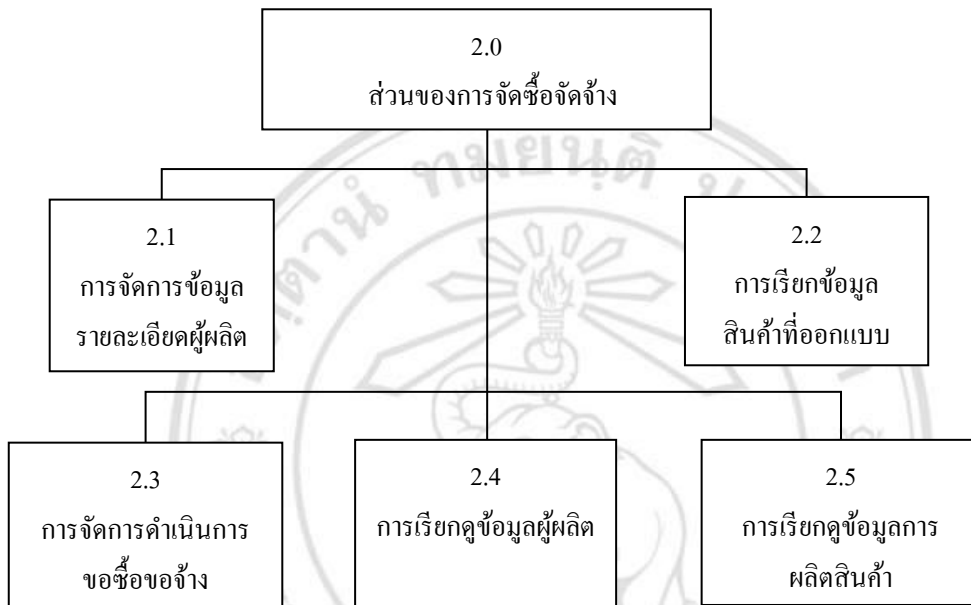 2.0
ส่วนของการจัดซื้อจัดจ้าง
2.1
การจัดการข้อมูล
รายละเอียดผู้ผลิต
2.2
การเรียกข้อมูล
สินค้าที่ออกแบบ
2.3
การจัดการดำเนินการ
ขอซื้อขอจ้าง
2.4
การเรียกดูข้อมูลผู้ผลิต
2.5
การเรียกดูข้อมูลการ
ผลิตสินค้า